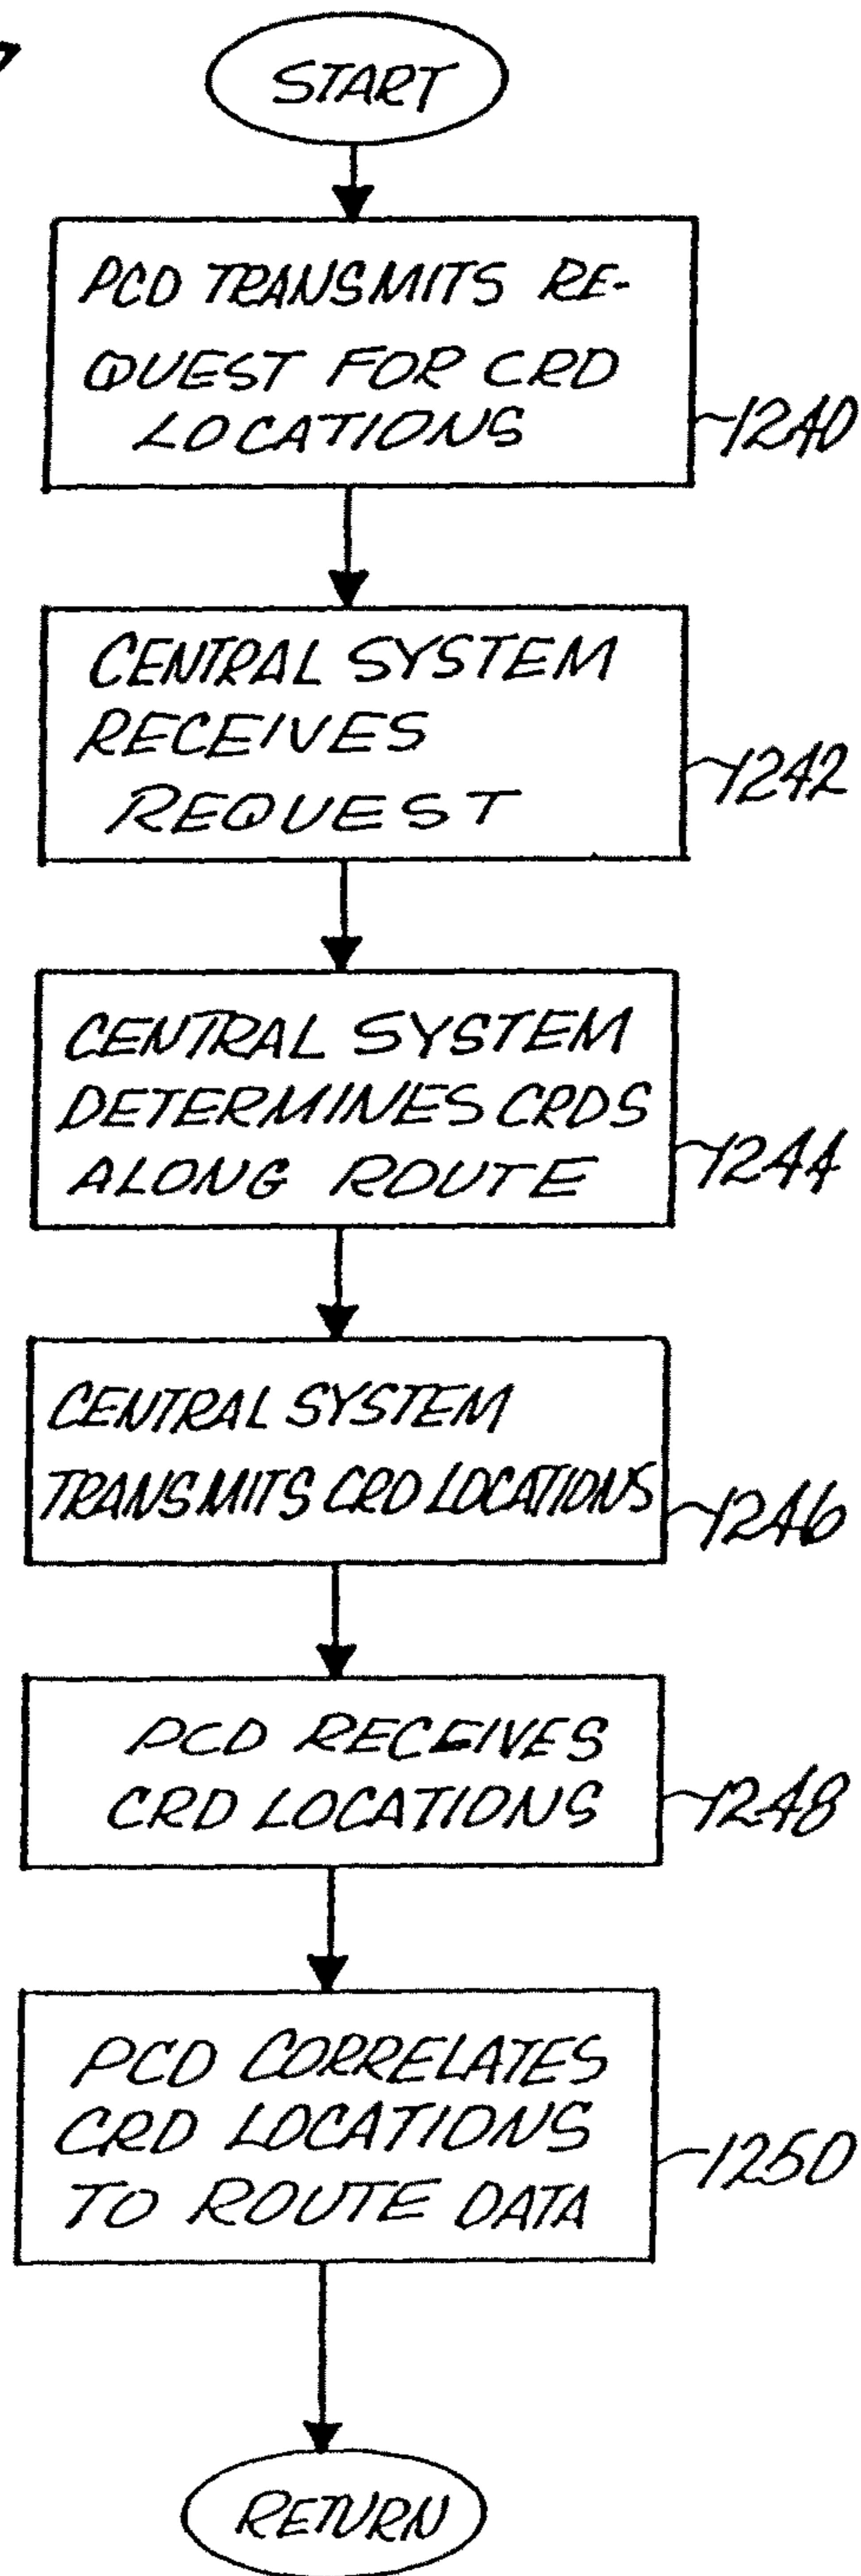 START
PCD TRANSMITS RE-
QUEST FOR CRD
LOCATIONS
1240
CENTRAL SYSTEM
RECEIVES
REQUEST
1242
CENTRAL SYSTEM
DETERMINES CRDS
ALONG ROUTE
1244
CENTRAL SYSTEM
TRANSMITS CRD LOCATIONS
1246
PCD RECEIVES
CRD LOCATIONS
1248
PCD CORRELATES
CRD LOCATIONS
TO ROUTE DATA
1250
RETURN